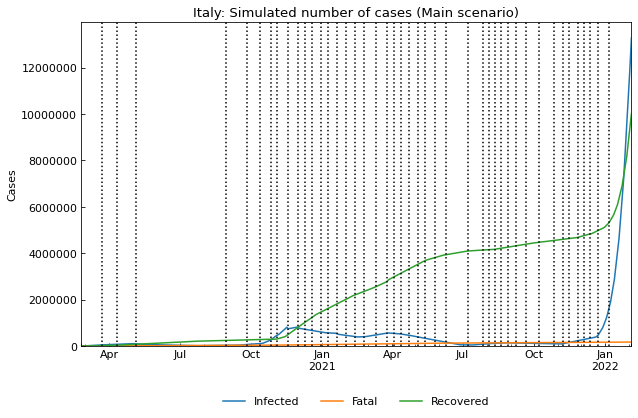 Italy: Simulated number of cases (Main scenario)
Cases
12000000
10000000
8000000
6000000
4000000
2000000
0
Apr Jul Oct Jan Apr Jul Oct Jan
2021 2022
Infected Fatal Recovered